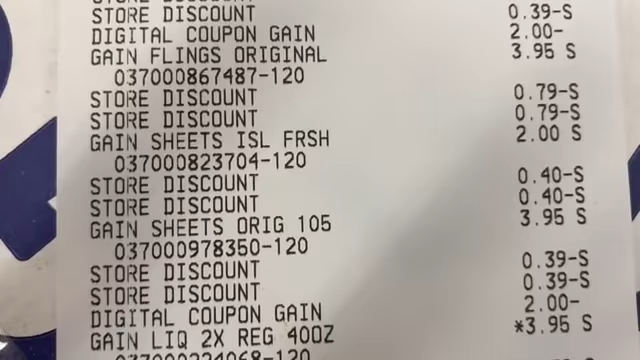 STORE DISCOUNT 0.39-S
DIGITAL COUPON GAIN 2.00-
GAIN FLINGS ORIGINAL 3.95 S
037000867487-120
STORE DISCOUNT 0.79-S
STORE DISCOUNT 0.79-S
GAIN SHEETS ISL FRSH 2.00 S
037000823704-120
STORE DISCOUNT 0.40-S
STORE DISCOUNT 0.40-S
GAIN SHEETS ORIG 105 3.95 S
037000978350-120
STORE DISCOUNT 0.39-S
STORE DISCOUNT 0.39-S
DIGITAL COUPON GAIN 2.00-
GAIN LIQ 2X REG 40OZ *3.95 S